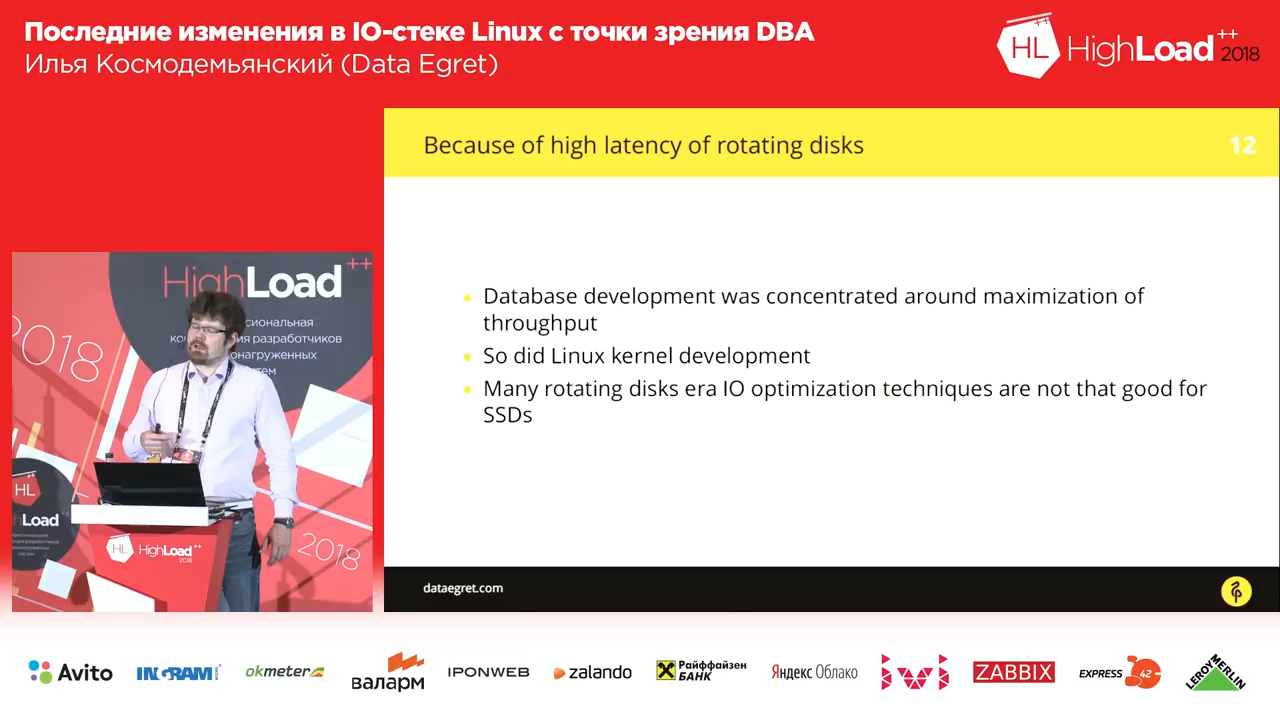 Последние изменения в IO-стеке Linux с точки зрения DBA
Илья Космодемьянский (Data Egret)
HL HighLoad++ 2018
Because of high latency of rotating disks
12
Database development was concentrated around maximization of
throughput
So did Linux kernel development
Many rotating disks era IO optimization techniques are not that good for
SSDs
dataegret.com
HighLoad++
2018
разработчиков
HL
Load
HL HighLoad++
2018
2018
Avito
INGRAM
okmeter
валарм
IPONWEB
zalando
Райффайзен
БАНК
Яндекс Облако
ivi
ZABBIX
EXPRESS 42
LEROY MERLIN